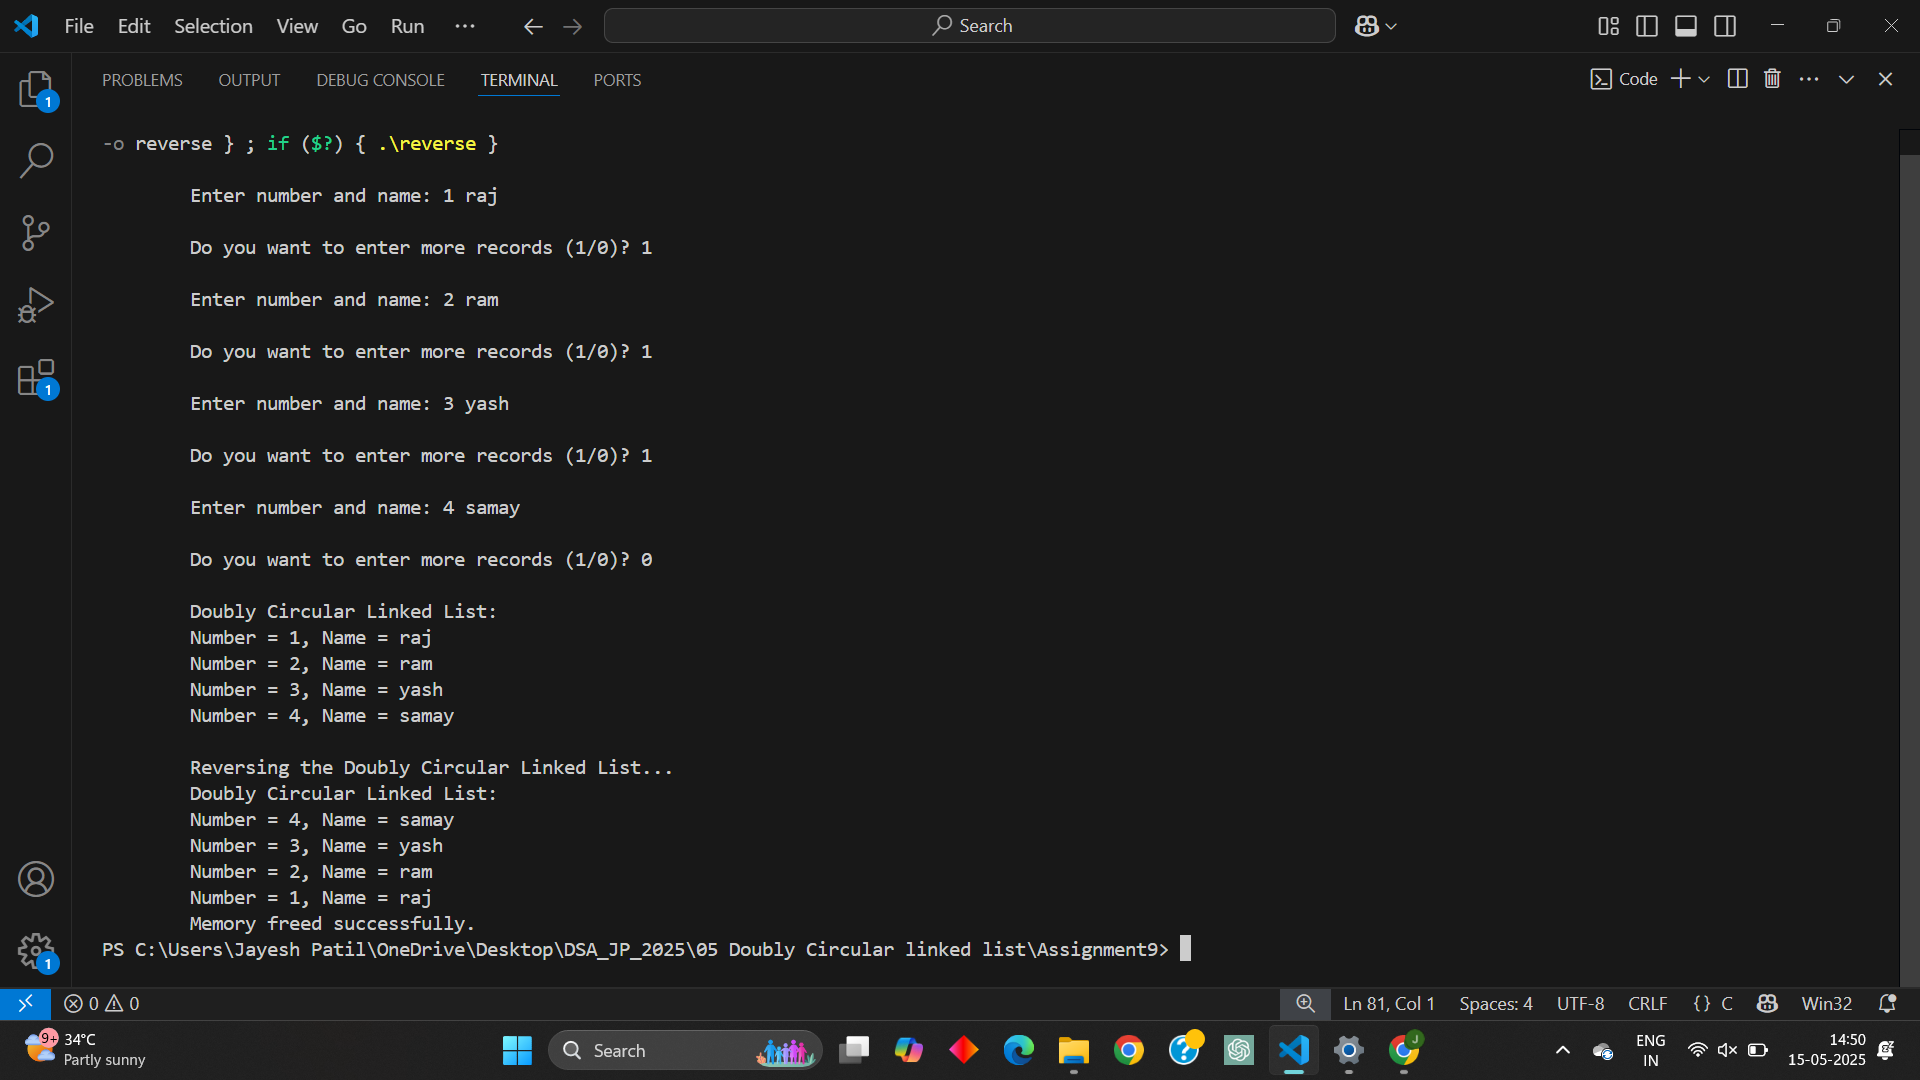 File Edit Selection View Go Run ··· Search
PROBLEMS OUTPUT DEBUG CONSOLE TERMINAL PORTS Code
-o reverse } ; if ($?) { .\reverse }
Enter number and name: 1 raj
Do you want to enter more records (1/0)? 1
Enter number and name: 2 ram
Do you want to enter more records (1/0)? 1
Enter number and name: 3 yash
Do you want to enter more records (1/0)? 1
Enter number and name: 4 samay
Do you want to enter more records (1/0)? 0
Doubly Circular Linked List:
Number = 1, Name = raj
Number = 2, Name = ram
Number = 3, Name = yash
Number = 4, Name = samay
Reversing the Doubly Circular Linked List...
Doubly Circular Linked List:
Number = 4, Name = samay
Number = 3, Name = yash
Number = 2, Name = ram
Number = 1, Name = raj
Memory freed successfully.
PS C:\Users\Jayesh Patil\OneDrive\Desktop\DSA_JP_2025\05 Doubly Circular linked list\Assignment9>
1
1
1
0 0 Ln 81, Col 1 Spaces: 4 UTF-8 CRLF {} C Win32
9+ 34°C
Partly sunny
Search
J
ENG
IN
14:50
15-05-2025